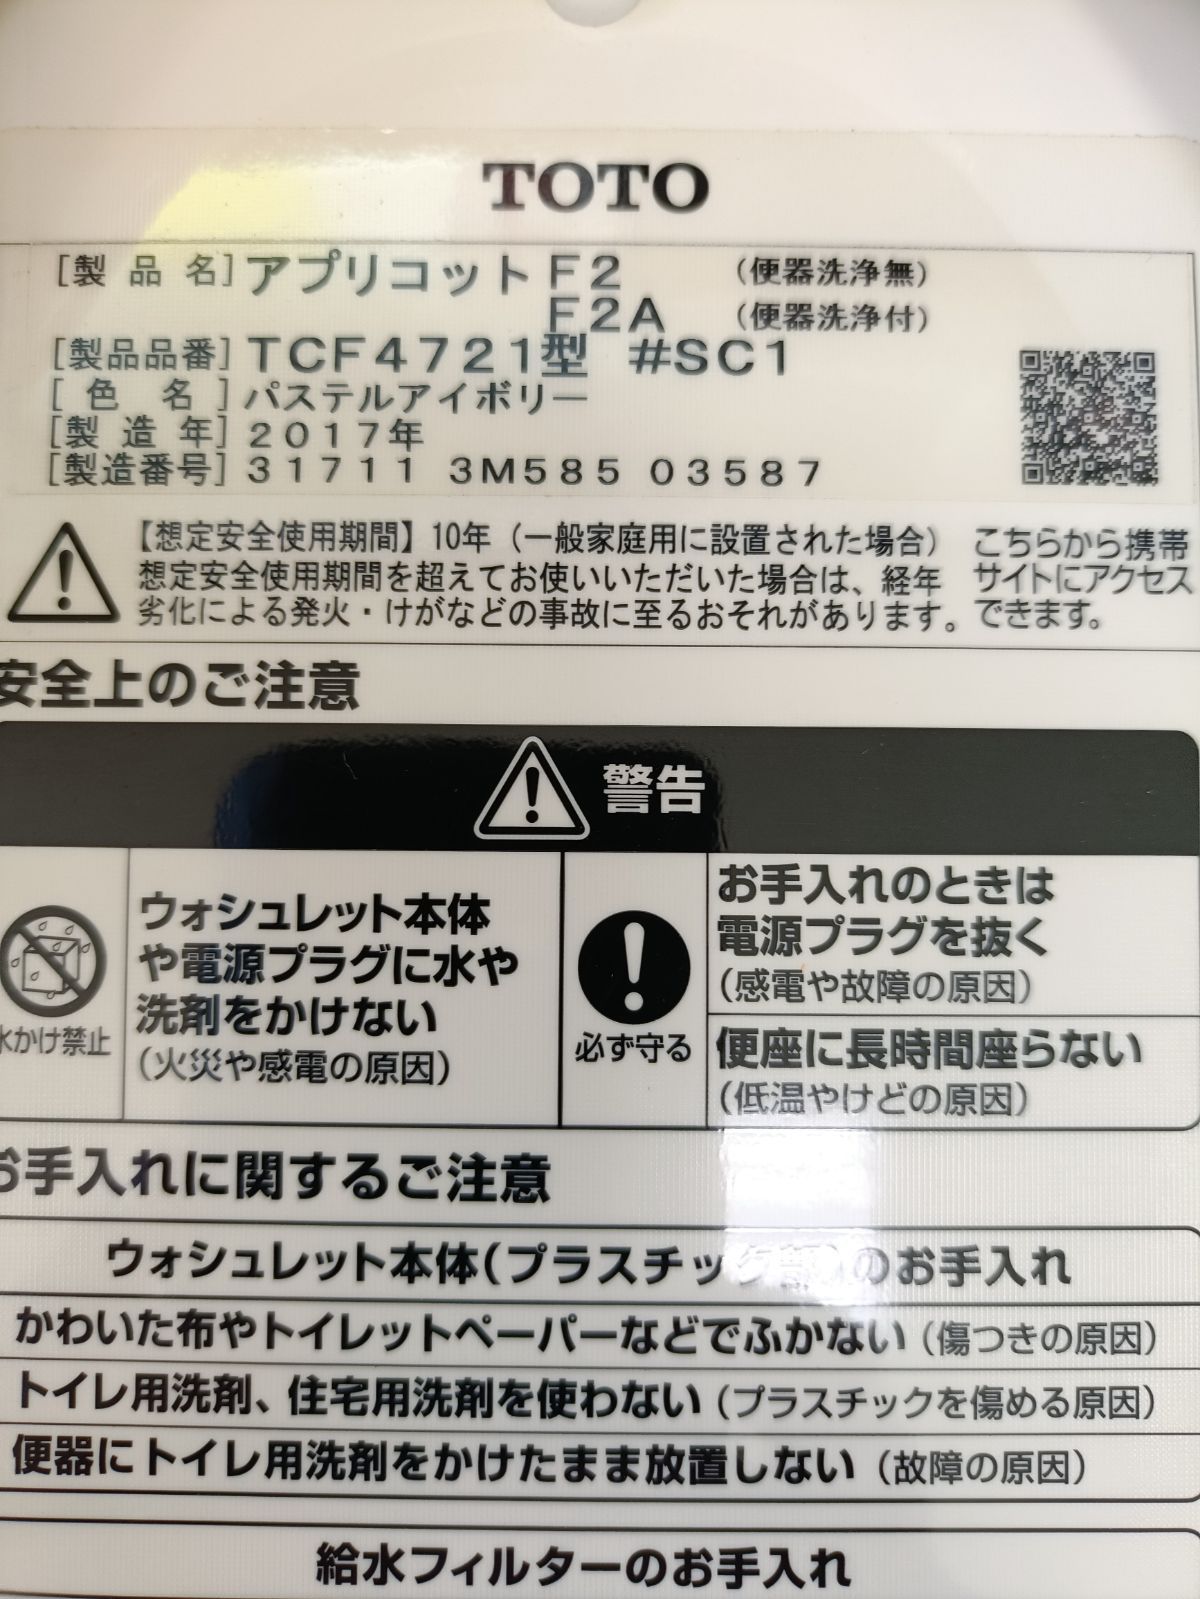 TOTO
[製品名] アプリコット F2 (便器洗浄無)
F2A (便器洗浄付)
[製品品番] TCF4721型 #SC1
[色名] パステルアイボリー
[製造年] 2017年
[製造番号] 31711 3M585 03587
【想定安全使用期間】10年（一般家庭用に設置された場合）
想定安全使用期間を超えてお使いいただいた場合は、経年
劣化による発火・けがなどの事故に至るおそれがあります。
こちらから携帯
サイトにアクセス
できます。
安全上のご注意
警告
水かけ禁止
ウォシュレット本体
や電源プラグに水や
洗剤をかけない
(火災や感電の原因)
必ず守る
お手入れのときは
電源プラグを抜く
(感電や故障の原因)
便座に長時間座らない
(低温やけどの原因)
お手入れに関するご注意
ウォシュレット本体(プラスチック部)のお手入れ
かわいた布やトイレットペーパーなどでふかない (傷つきの原因)
トイレ用洗剤、住宅用洗剤を使わない (プラスチックを傷める原因)
便器にトイレ用洗剤をかけたまま放置しない (故障の原因)
給水フィルターのお手入れ